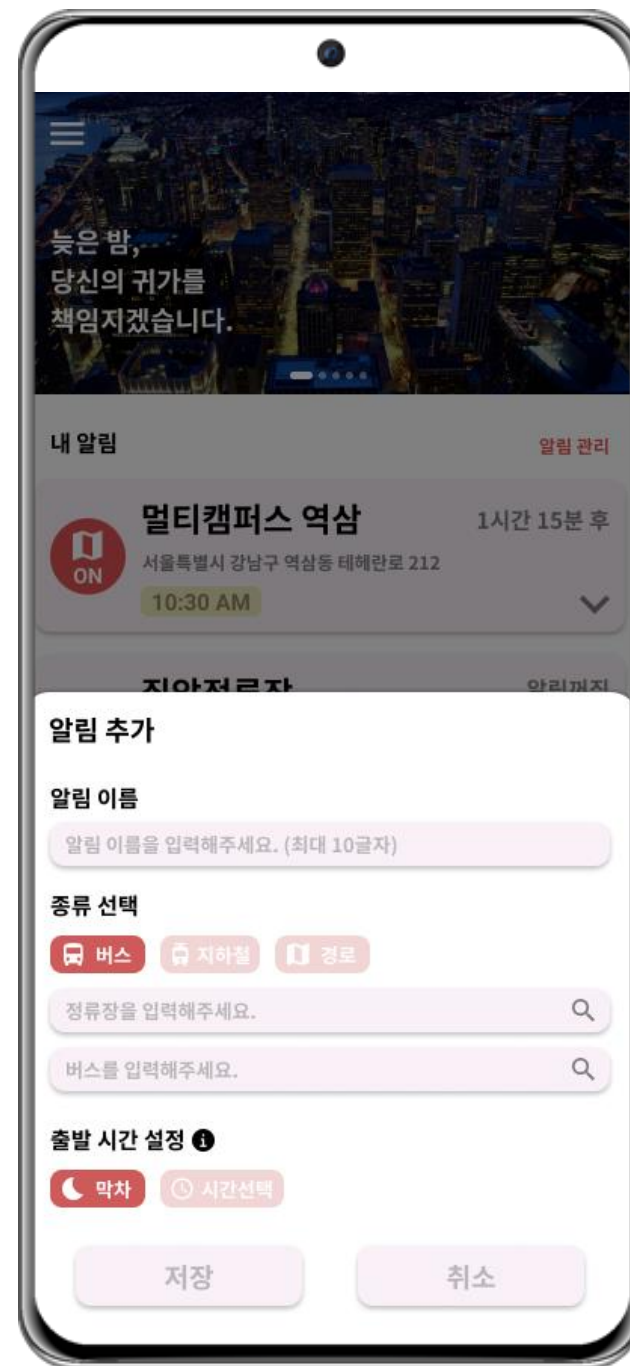 늦은 밤,
당신의 귀가를
책임지겠습니다.
내 알림
알림 관리
멀티캠퍼스 역삼
1시간 15분 후
ON
서울특별시 강남구 역삼동 테헤란로 212
10:30 AM
알림꺼짐
알림 추가
알림 이름
알림 이름을 입력해주세요. (최대 10글자)
종류 선택
버스 지하철 경로
정류장을 입력해주세요.
버스를 입력해주세요.
출발 시간 설정
막차 시간선택
저장 취소